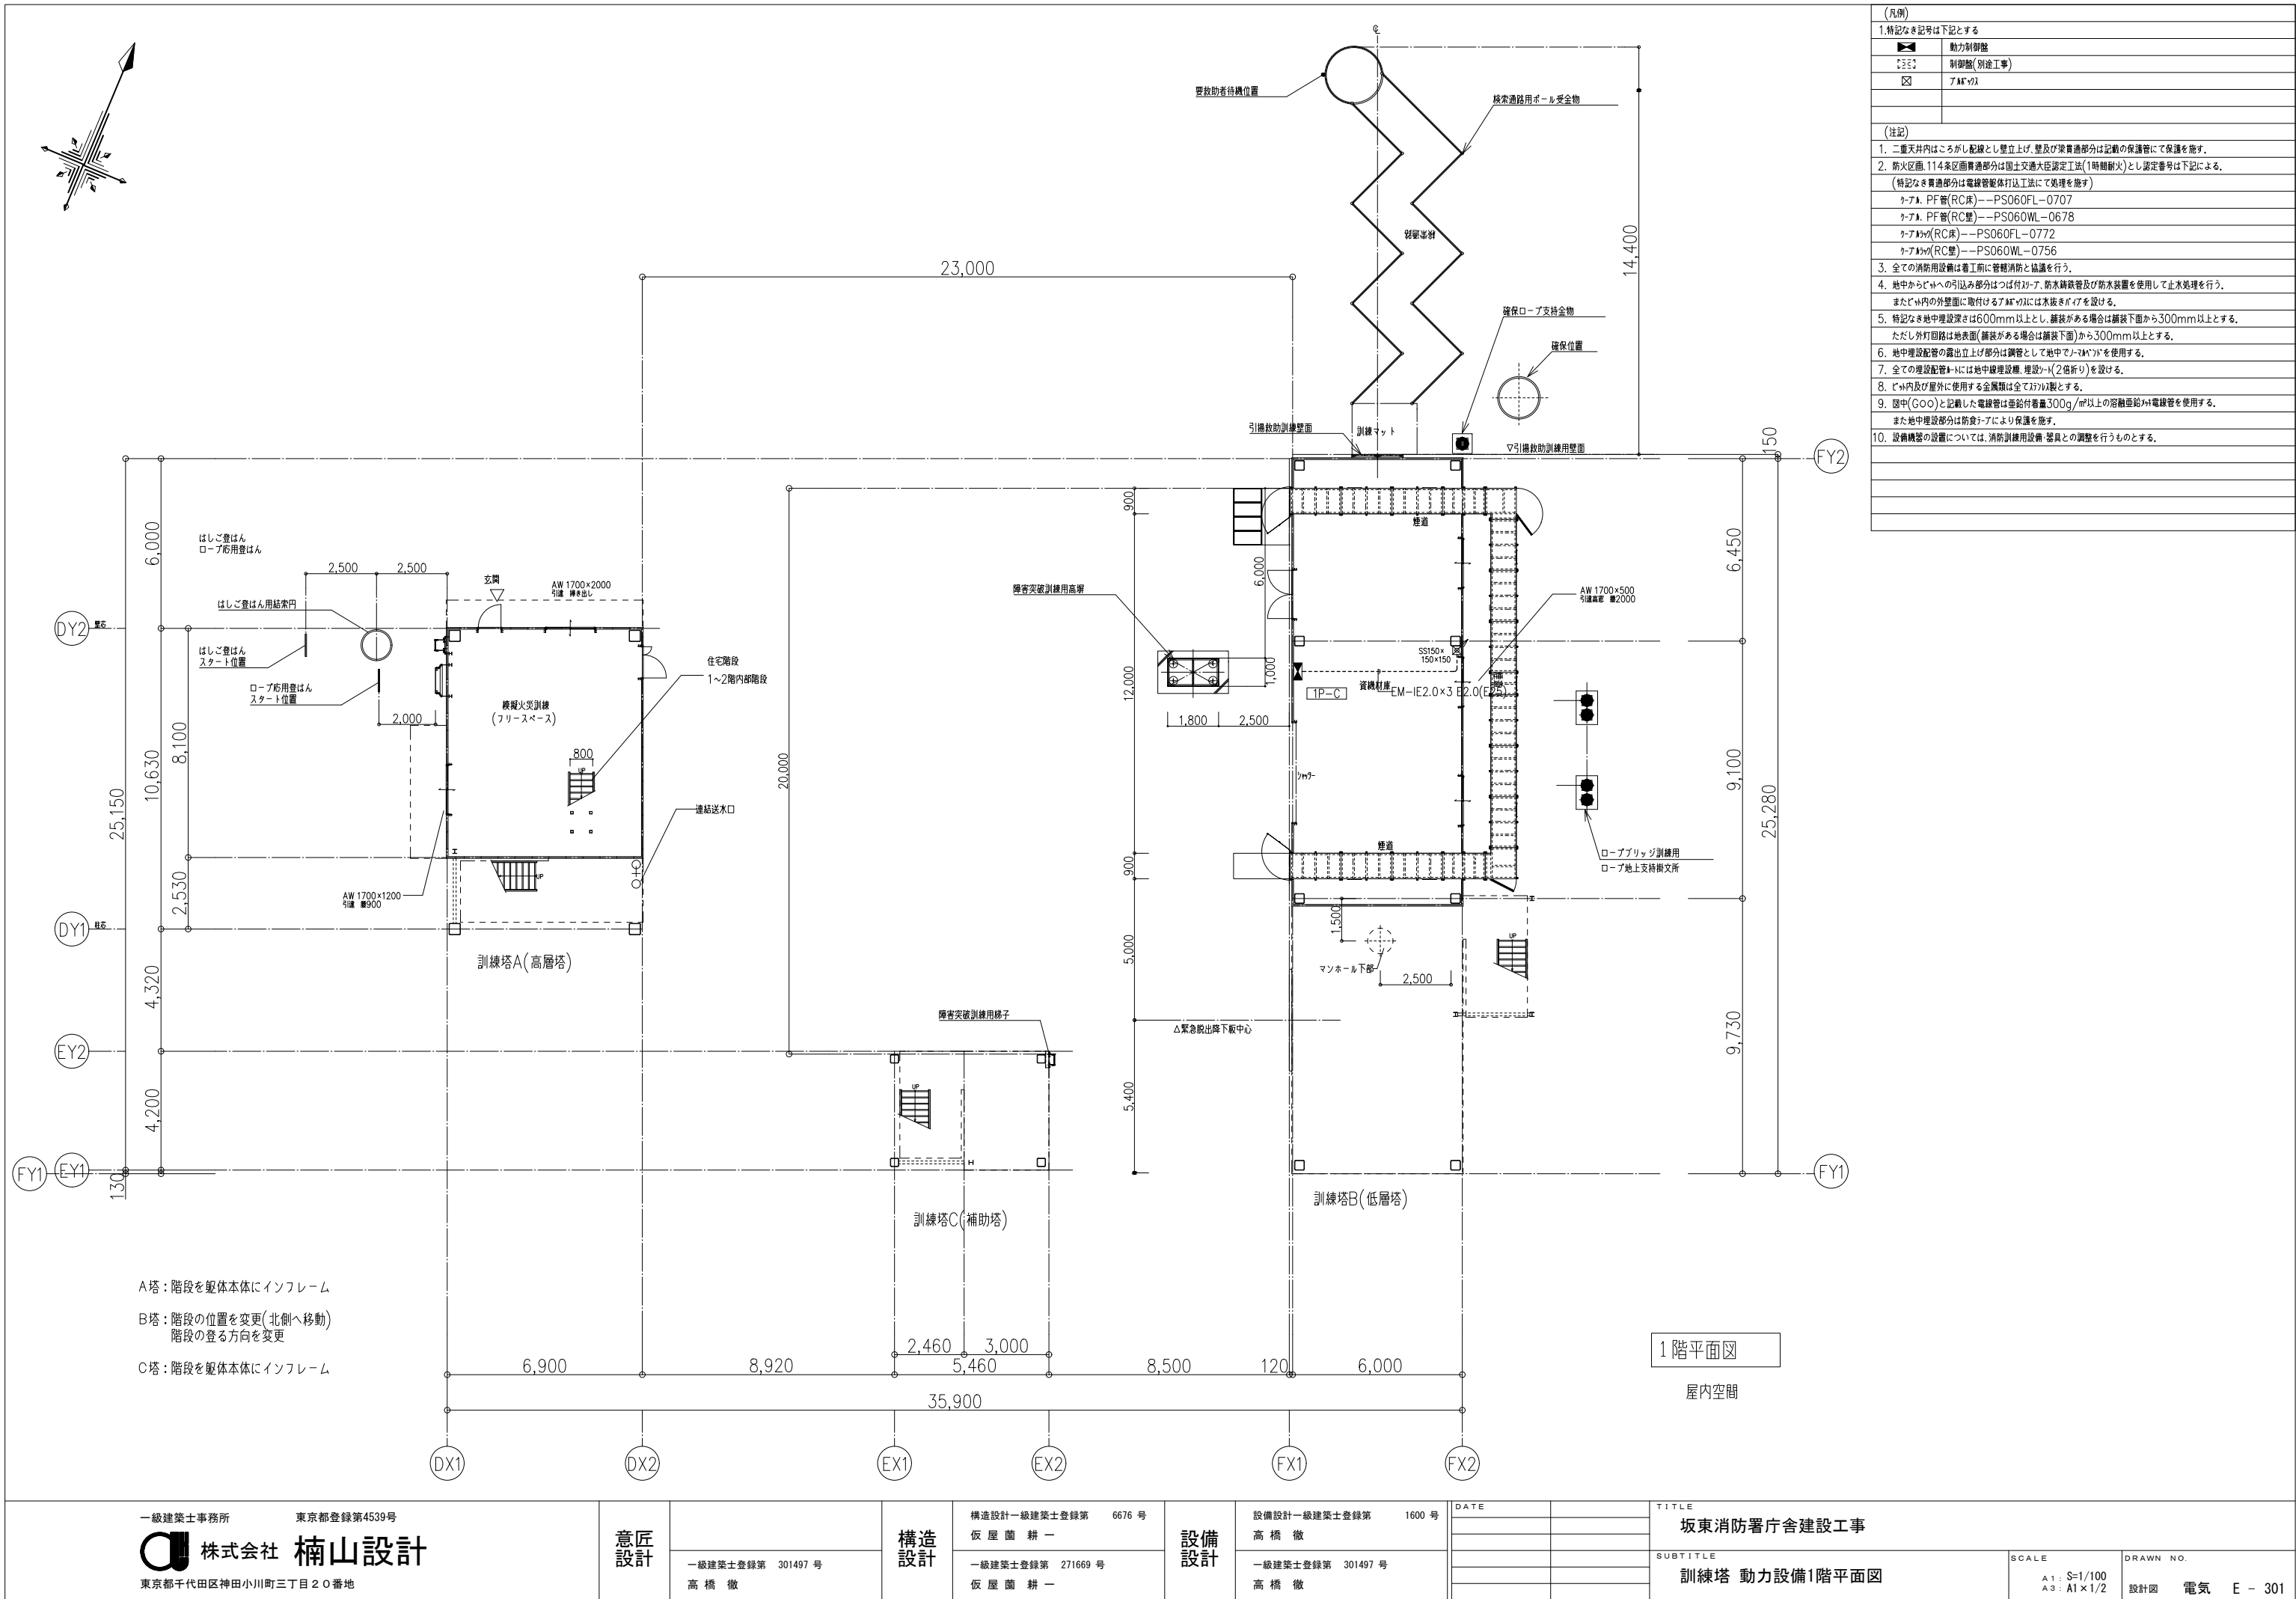 (凡例)
1.特記なき記号は下記とする
動力制御盤
制御盤(別途工事)
プルボックス
(注記)
1. 二重天井内はころがし配線とし壁立上げ、壁及び梁貫通部分は記載の保護管にて保護を施す。
2. 防火区画、114条区画貫通部分は国土交通大臣認定工法(1時間耐火)とし認定番号は下記による。
(特記なき貫通部分は電線管躯体打込工法にて処理を施す)
ケーブル、PF管(RC床)--PS060FL-0707
ケーブル、PF管(RC壁)--PS060WL-0678
ケーブルラック(RC床)--PS060FL-0772
ケーブルラック(RC壁)--PS060WL-0756
3. 全ての消防用設備は着工前に管轄消防と協議を行う。
4. 地中からピットへの引込み部分はつば付スリーブ、防水鋳鉄管及び防水装置を使用して止水処理を行う。
またピット内の外壁面に取付けるプルボックスには水抜きパイプを設ける。
5. 特記なき地中埋設深さは600mm以上とし、舗装がある場合は舗装下面から300mm以上とする。
ただし外灯回路は地表面(舗装がある場合は舗装下面)から300mm以上とする。
6. 地中埋設配管の露出立上げ部分は鋼管として地中でノーマルベンドを使用する。
7. 全ての埋設配管ルートには地中線埋設標、埋設シート(2倍折り)を設ける。
8. ピット内及び屋外に使用する金属類は全てステンレス製とする。
9. 図中(G○○)と記載した電線管は亜鉛付着量300g/㎡以上の溶融亜鉛メッキ電線管を使用する。
また地中埋設部分は防食テープにより保護を施す。
10. 設備機器の設置については、消防訓練用設備・器具との調整を行うものとする。
℄
要救助者待機位置
検索通路用ポール受金物
検索通路
14,400
23,000
確保ロープ支持金物
確保位置
引揚救助訓練壁面
訓練マット
▽引揚救助訓練用壁面
150
FY2
6,000
はしご登はん
ロープ応用登はん
2,500
2,500
玄関
AW 1700×2000
引違 掃き出し
はしご登はん用結索円
DY2
壁芯
はしご登はん
スタート位置
ロープ応用登はん
スタート位置
2,000
模擬火災訓練
(フリースペース)
住宅階段
1~2階内部階段
800
UP
8,100
10,630
25,150
連結送水口
AW 1700×1200
引違 腰900
UP
2,530
DY1
柱芯
訓練塔A(高層塔)
4,320
EY2
4,200
FY1
EY1
130
20,000
900
6,000
煙道
障害突破訓練用高塀
1,000
12,000
1,800
2,500
1P-C
資機材庫
SS150×
150×150
EM-IE2.0×3 E2.0(E25)
AW 1700×500
引違高窓 腰2000
シャッター
煙道
900
6,450
9,100
25,280
9,730
ロープブリッジ訓練用
ロープ地上支持掛交所
1,500
マンホール下部
2,500
UP
5,000
△緊急脱出降下板中心
5,400
障害突破訓練用梯子
UP
訓練塔C(補助塔)
訓練塔B(低層塔)
FY1
A塔:階段を躯体本体にインフレーム
B塔:階段の位置を変更(北側へ移動)
階段の登る方向を変更
C塔:階段を躯体本体にインフレーム
2,460
3,000
6,900
8,920
5,460
8,500
120
6,000
35,900
1階平面図
屋内空間
DX1
DX2
EX1
EX2
FX1
FX2
一級建築士事務所
東京都登録第4539号
株式会社 楠山設計
東京都千代田区神田小川町三丁目20番地
意匠
設計
一級建築士登録第 301497 号
高 橋 徹
構造
設計
構造設計一級建築士登録第 6676 号
仮 屋 薗 耕 一
一級建築士登録第 271669 号
仮 屋 薗 耕 一
設備
設計
設備設計一級建築士登録第 1600 号
高 橋 徹
一級建築士登録第 301497 号
高 橋 徹
DATE
TITLE
坂東消防署庁舎建設工事
SUBTITLE
訓練塔 動力設備1階平面図
SCALE
A1: S=1/100
A3: A1×1/2
DRAWN NO.
設計図 電気 E - 301